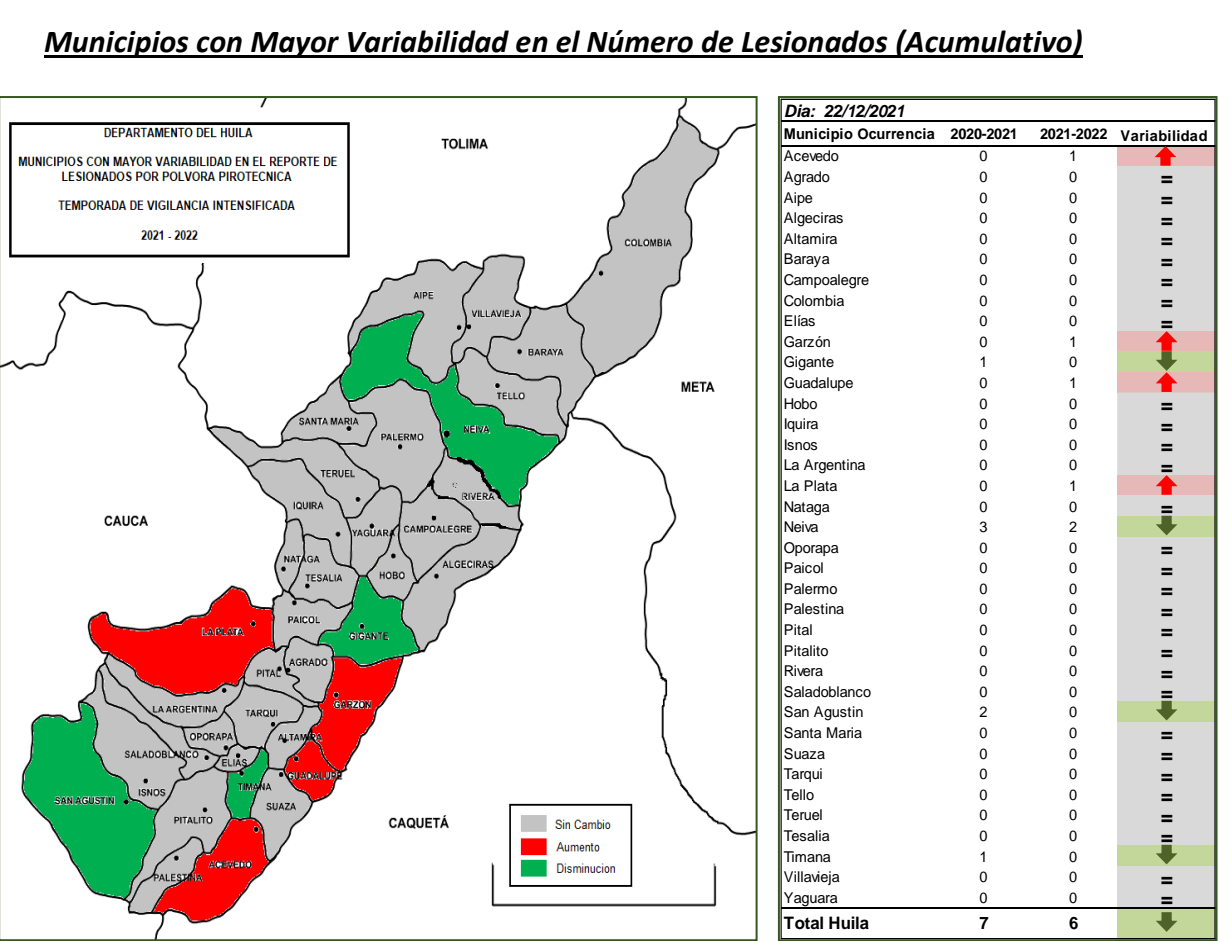 Municipios con Mayor Variabilidad en el Número de Lesionados (Acumulativo)
DEPARTAMENTO DEL HUILA
MUNICIPIOS CON MAYOR VARIABILIDAD EN EL REPORTE DE
LESIONADOS POR POLVORA PIROTECNICA
TEMPORADA DE VIGILANCIA INTENSIFICADA
2021 - 2022
TOLIMA
COLOMBIA
AIPE
VILLAVIEJA
BARAYA
META
TELLO
SANTA MARIA
NEIVA
PALERMO
TERUEL
RIVERA
IQUIRA
CAUCA
YAGUARA
CAMPOALEGRE
NATAGA
ALGECIRAS
TESALIA
HOBO
PAICOL
LA PLATA
GIGANTE
AGRADO
PITAL
GARZON
LA ARGENTINA
TARQUI
OPORAPA
ALTAMIRA
SALADOBLANCO
ELIAS
GUADALUPE
TIMANA
ISNOS
SAN AGUSTIN
SUAZA
PITALITO
CAQUETÁ
ACEVEDO
PALESTINA
Sin Cambio
Aumento
Disminucion
Dia: 22/12/2021
Municipio Ocurrencia 2020-2021 2021-2022 Variabilidad
Acevedo 0 1
Agrado 0 0 =
Aipe 0 0 =
Algeciras 0 0 =
Altamira 0 0 =
Baraya 0 0 =
Campoalegre 0 0 =
Colombia 0 0 =
Elías 0 0 =
Garzón 0 1
Gigante 1 0
Guadalupe 0 1
Hobo 0 0 =
Iquira 0 0 =
Isnos 0 0 =
La Argentina 0 0 =
La Plata 0 1
Nataga 0 0 =
Neiva 3 2
Oporapa 0 0 =
Paicol 0 0 =
Palermo 0 0 =
Palestina 0 0 =
Pital 0 0 =
Pitalito 0 0 =
Rivera 0 0 =
Saladoblanco 0 0 =
San Agustin 2 0
Santa Maria 0 0 =
Suaza 0 0 =
Tarqui 0 0 =
Tello 0 0 =
Teruel 0 0 =
Tesalia 0 0 =
Timana 1 0
Villavieja 0 0 =
Yaguara 0 0 =
Total Huila 7 6